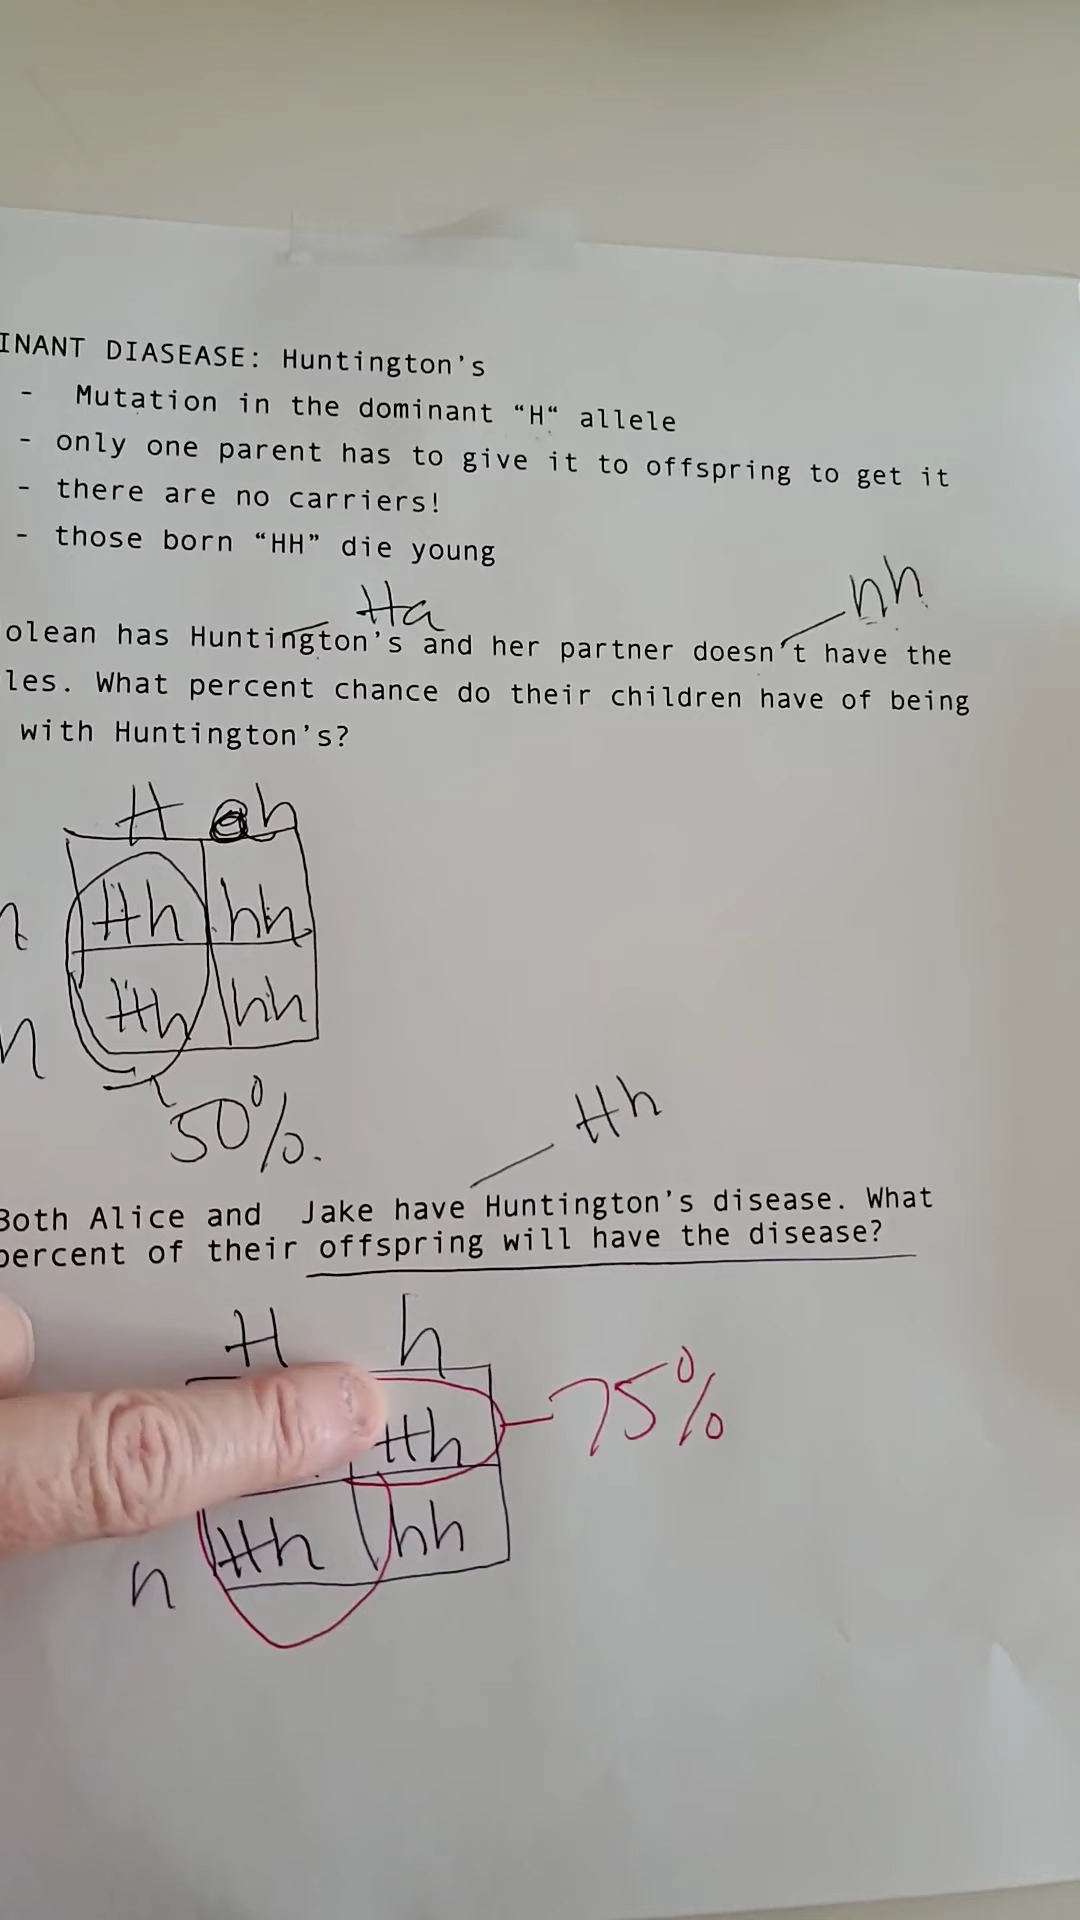 INANT DIASEASE: Huntington's
- Mutation in the dominant "H" allele
- only one parent has to give it to offspring to get it
- there are no carriers!
- those born "HH" die young
Ha
hh
olean has Huntington's and her partner doesn't have the
les. What percent chance do their children have of being
with Huntington's?
H h
h Hh hh
h Hh hh
50%.
Hh
Both Alice and Jake have Huntington's disease. What
percent of their offspring will have the disease?
H h
Hh 75%
h Hh hh